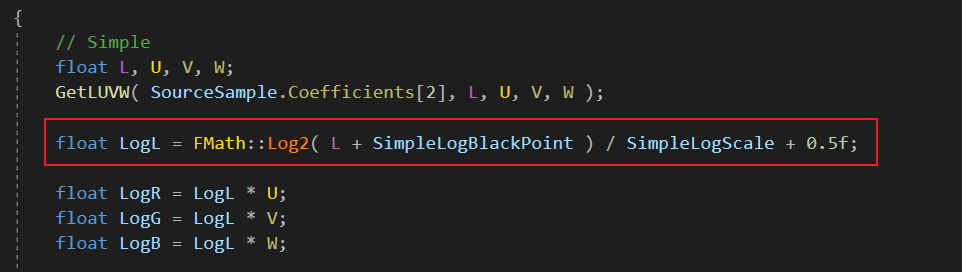 {
// Simple
float L, U, V, W;
GetLUVW( SourceSample.Coefficients[2], L, U, V, W );
float LogL = FMath::Log2( L + SimpleLogBlackPoint ) / SimpleLogScale + 0.5f;
float LogR = LogL * U;
float LogG = LogL * V;
float LogB = LogL * W;